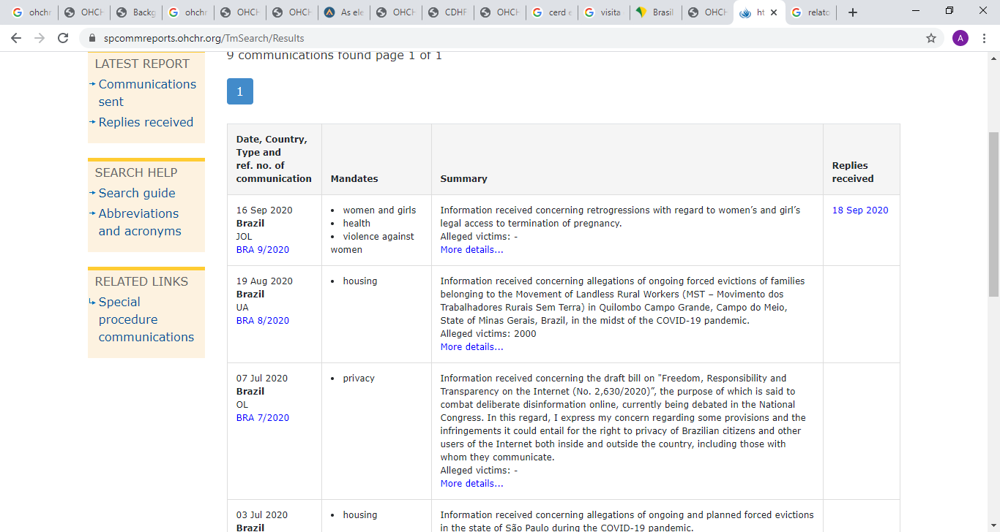 ohchr
OHCH
Backg
ohchr
OHCH
OHCH
As ele
OHCH
CDHF
OHCH
cerd e
visita
Brasil
OHCH
ht
relato
spcommreports.ohchr.org/TmSearch/Results
A
9 communications found page 1 of 1
1
LATEST REPORT
Communications
sent
Replies received
SEARCH HELP
Search guide
Abbreviations
and acronyms
RELATED LINKS
Special
procedure
communications
Date, Country,
Type and
ref. no. of
communication
Mandates
Summary
Replies
received
16 Sep 2020
Brazil
JOL
BRA 9/2020
• women and girls
• health
• violence against
women
Information received concerning retrogressions with regard to women’s and girl’s
legal access to termination of pregnancy.
Alleged victims: -
More details...
18 Sep 2020
19 Aug 2020
Brazil
UA
BRA 8/2020
• housing
Information received concerning allegations of ongoing forced evictions of families
belonging to the Movement of Landless Rural Workers (MST – Movimento dos
Trabalhadores Rurais Sem Terra) in Quilombo Campo Grande, Campo do Meio,
State of Minas Gerais, Brazil, in the midst of the COVID-19 pandemic.
Alleged victims: 2000
More details...
07 Jul 2020
Brazil
OL
BRA 7/2020
• privacy
Information received concerning the draft bill on "Freedom, Responsibility and
Transparency on the Internet (No. 2,630/2020)”, the purpose of which is said to
combat deliberate disinformation online, currently being debated in the National
Congress. In this regard, I express my concern regarding some provisions and the
infringements it could entail for the right to privacy of Brazilian citizens and other
users of the Internet both inside and outside the country, including those with
whom they communicate.
Alleged victims: -
More details...
03 Jul 2020
Brazil
• housing
Information received concerning allegations of ongoing and planned forced evictions
in the state of São Paulo during the COVID-19 pandemic.